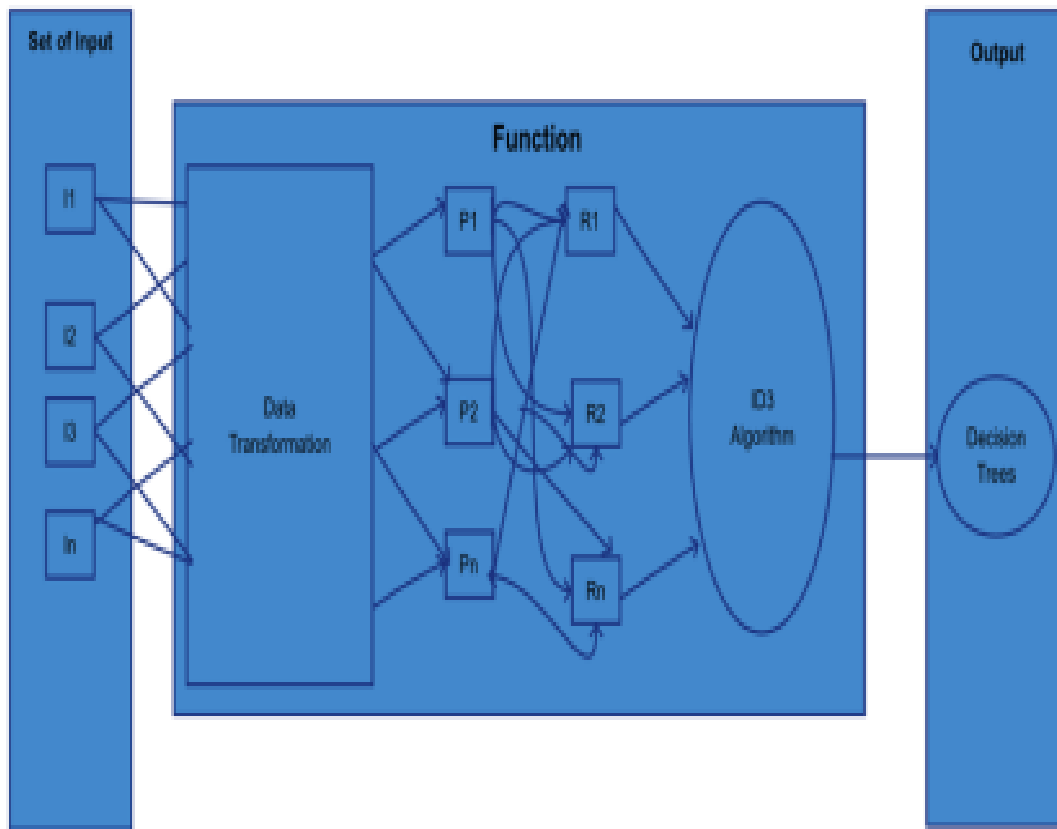 Set of Input
Output
Function
I1
I2
I3
In
Data
Transformation
P1
P2
Pn
R1
R2
Rn
ID3
Algorithm
Decision
Trees